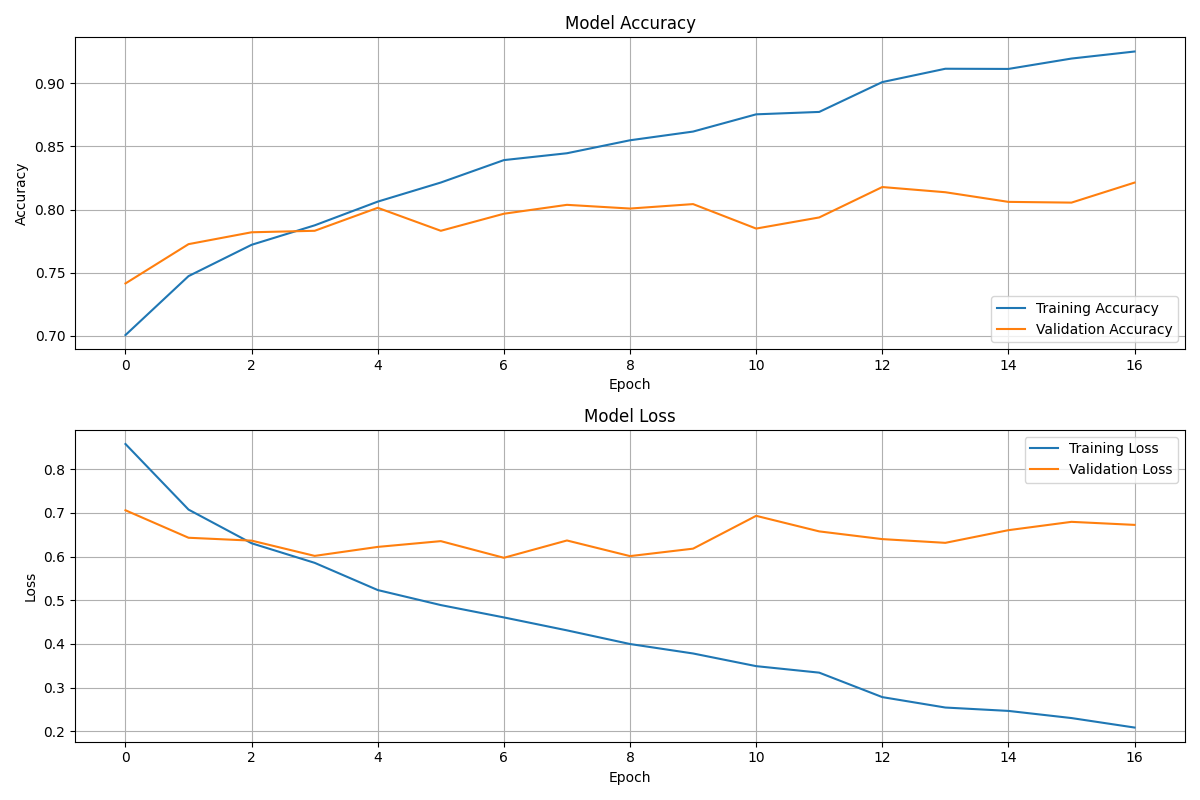 Model Accuracy
0.90
0.85
0.80
0.75
0.70
Accuracy
Training Accuracy
Validation Accuracy
0 2 4 6 8 10 12 14 16
Epoch
Model Loss
0.8
0.7
0.6
0.5
0.4
0.3
0.2
Loss
Training Loss
Validation Loss
0 2 4 6 8 10 12 14 16
Epoch